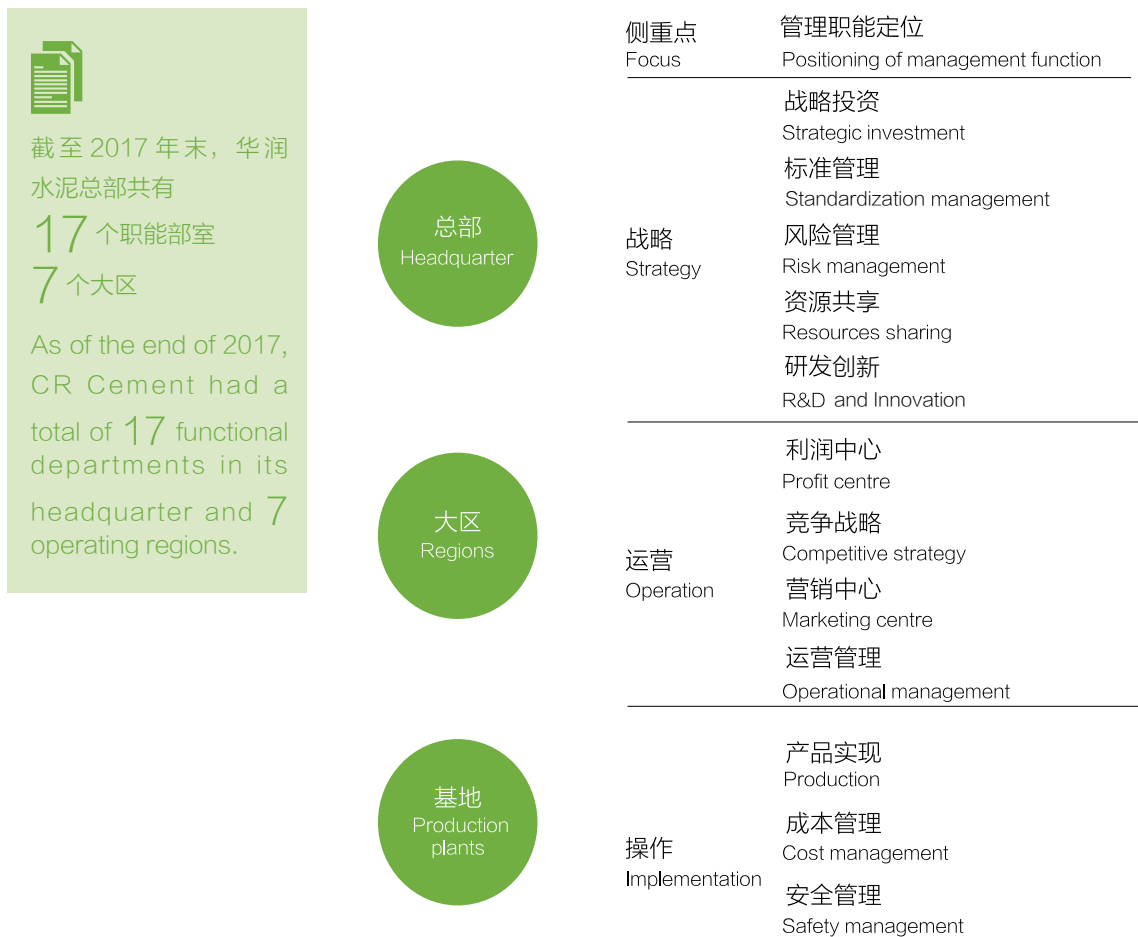 截至 2017 年末，华润
水泥总部共有
17 个职能部室
7 个大区
As of the end of 2017,
CR Cement had a
total of 17 functional
departments in its
headquarter and 7
operating regions.
侧重点
Focus
管理职能定位
Positioning of management function
总部
Headquarter
战略
Strategy
战略投资
Strategic investment
标准管理
Standardization management
风险管理
Risk management
资源共享
Resources sharing
研发创新
R&D and Innovation
大区
Regions
运营
Operation
利润中心
Profit centre
竞争战略
Competitive strategy
营销中心
Marketing centre
运营管理
Operational management
基地
Production
plants
操作
Implementation
产品实现
Production
成本管理
Cost management
安全管理
Safety management